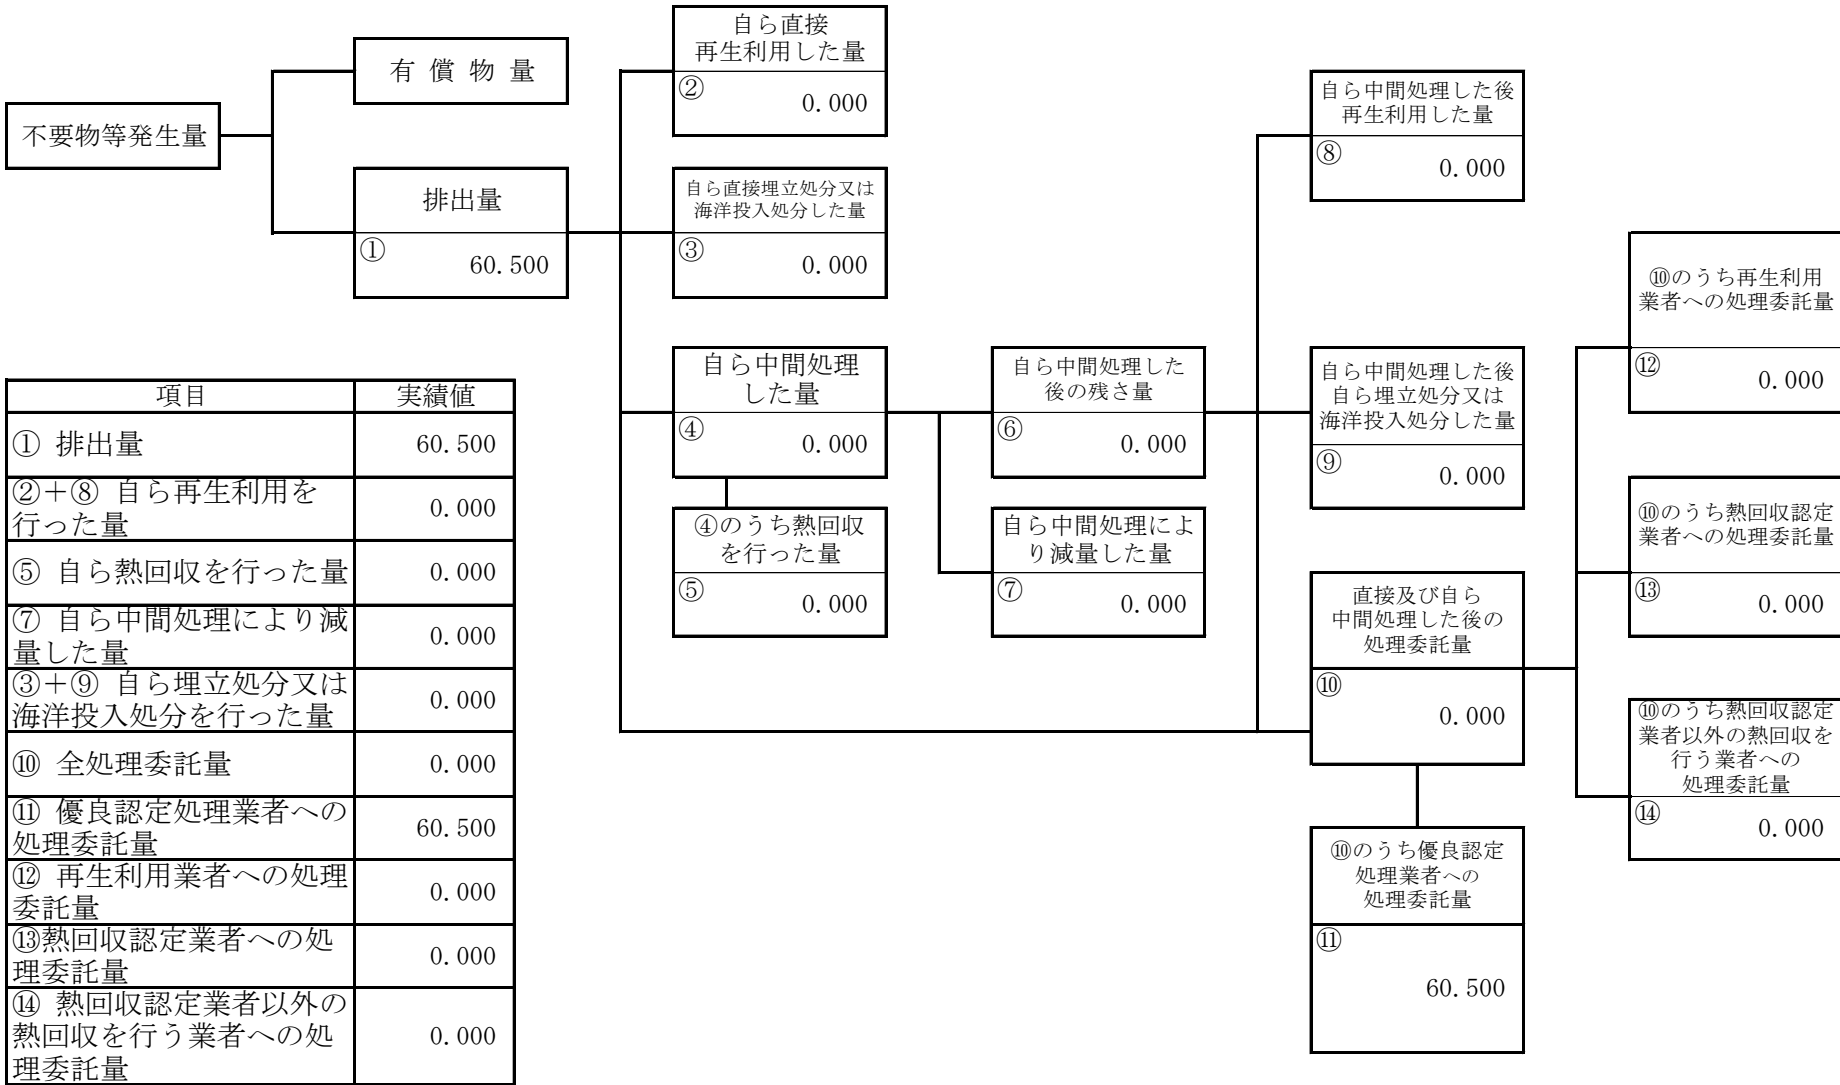 不要物等発生量
有 償 物 量
排出量
①
60.500
自ら直接
再生利用した量
②
0.000
自ら直接埋立処分又は
海洋投入処分した量
③
0.000
自ら中間処理
した量
④
0.000
④のうち熱回収
を行った量
⑤
0.000
自ら中間処理した
後の残さ量
⑥
0.000
自ら中間処理によ
り減量した量
⑦
0.000
自ら中間処理した後
再生利用した量
⑧
0.000
自ら中間処理した後
自ら埋立処分又は
海洋投入処分した量
⑨
0.000
直接及び自ら
中間処理した後の
処理委託量
⑩
0.000
⑩のうち優良認定
処理業者への
処理委託量
⑪
60.500
⑩のうち再生利用
業者への処理委託量
⑫
0.000
⑩のうち熱回収認定
業者への処理委託量
⑬
0.000
⑩のうち熱回収認定
業者以外の熱回収を
行う業者への
処理委託量
⑭
0.000
項目 実績値
① 排出量 60.500
②+⑧ 自ら再生利用を
行った量 0.000
⑤ 自ら熱回収を行った量 0.000
⑦ 自ら中間処理により減
量した量 0.000
③+⑨ 自ら埋立処分又は
海洋投入処分を行った量 0.000
⑩ 全処理委託量 0.000
⑪ 優良認定処理業者への
処理委託量 60.500
⑫ 再生利用業者への処理
委託量 0.000
⑬熱回収認定業者への処
理委託量 0.000
⑭ 熱回収認定業者以外の
熱回収を行う業者への処
理委託量 0.000